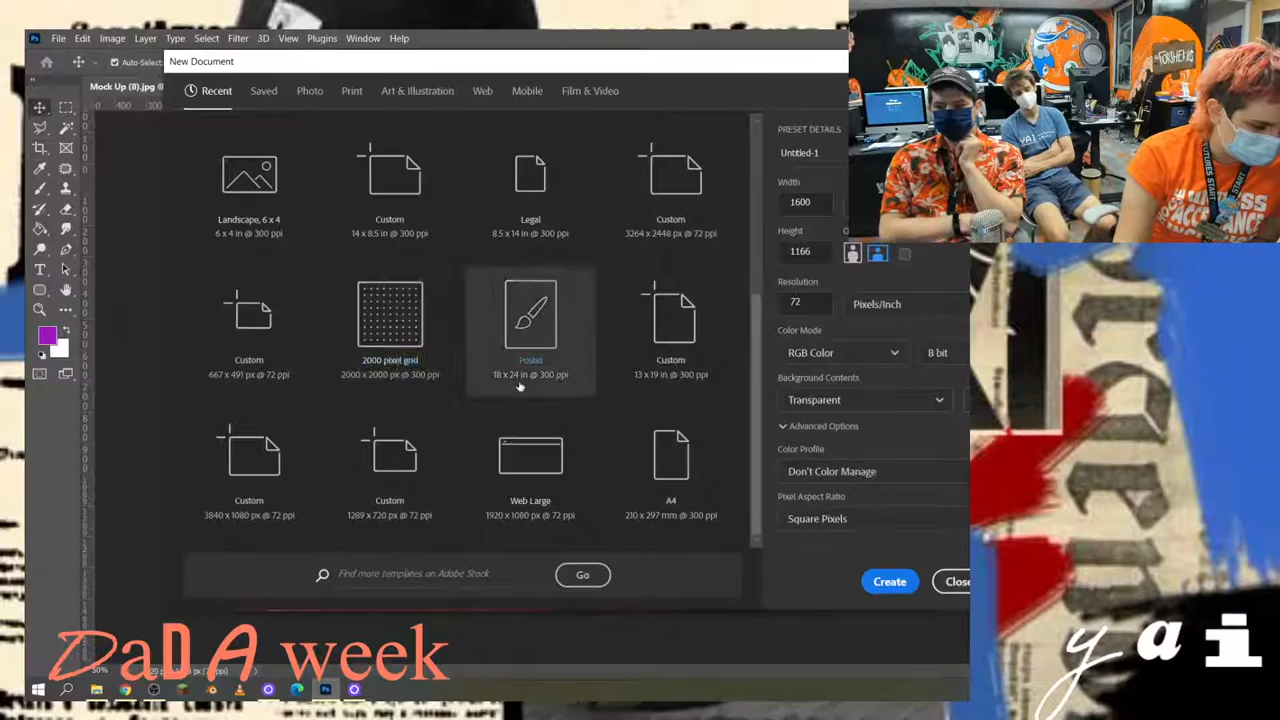 File Edit Image Layer Type Select Filter 3D View Plugins Window Help
Auto-Select:
New Document
Mock Up (8).jpg @
Recent Saved Photo Print Art & Illustration Web Mobile Film & Video
400 300
Landscape, 6 x 4
6 x 4 in @ 300 ppi
Custom
14 x 8.5 in @ 300 ppi
Legal
8.5 x 14 in @ 300 ppi
Custom
3264 x 2448 px @ 72 ppi
Custom
667 x 491 px @ 72 ppi
2000 pixel grid
2000 x 2000 px @ 300 ppi
18 x 24 in @ 300 ppi
Custom
13 x 19 in @ 300 ppi
Custom
3840 x 1080 px @ 72 ppi
Custom
1289 x 720 px @ 72 ppi
Web Large
1920 x 1080 px @ 72 ppi
A4
210 x 297 mm @ 300 ppi
Find more templates on Adobe Stock
Go
PRESET DETAILS
Untitled-1
Width
1600
Height
1166
Resolution
72
Pixels/Inch
Color Mode
RGB Color
8 bit
Background Contents
Transparent
Advanced Options
Color Profile
Don't Color Manage
Pixel Aspect Ratio
Square Pixels
Create
Close
DaDA week
yai